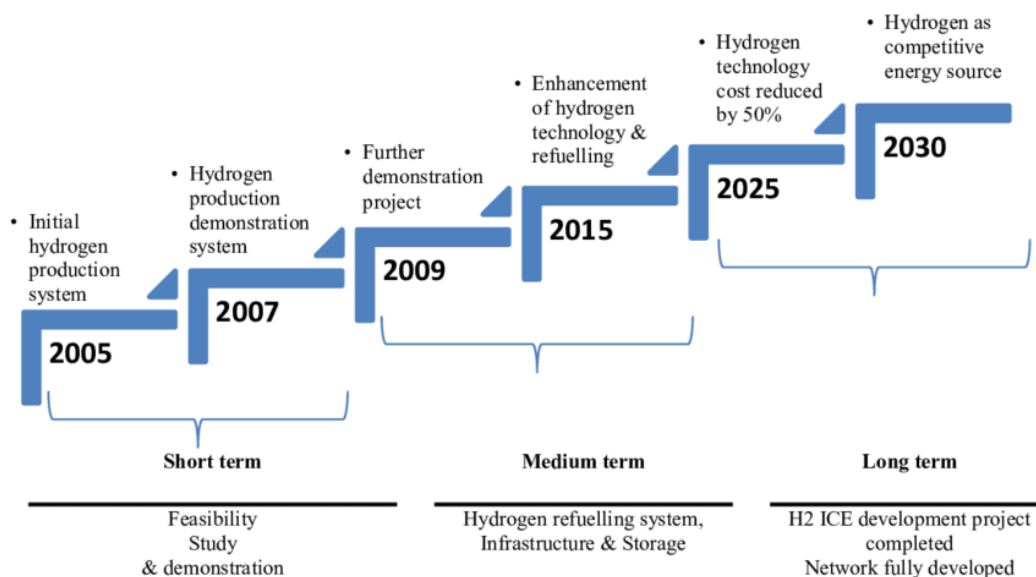 • Initial
hydrogen
production
system
2005
• Hydrogen
production
demonstration
system
2007
• Further
demonstration
project
2009
• Enhancement
of hydrogen
technology &
refuelling
2015
• Hydrogen
technology
cost reduced
by 50%
2025
• Hydrogen as
competitive
energy source
2030
Short term
Feasibility
Study
& demonstration
Medium term
Hydrogen refuelling system,
Infrastructure & Storage
Long term
H2 ICE development project
completed
Network fully developed